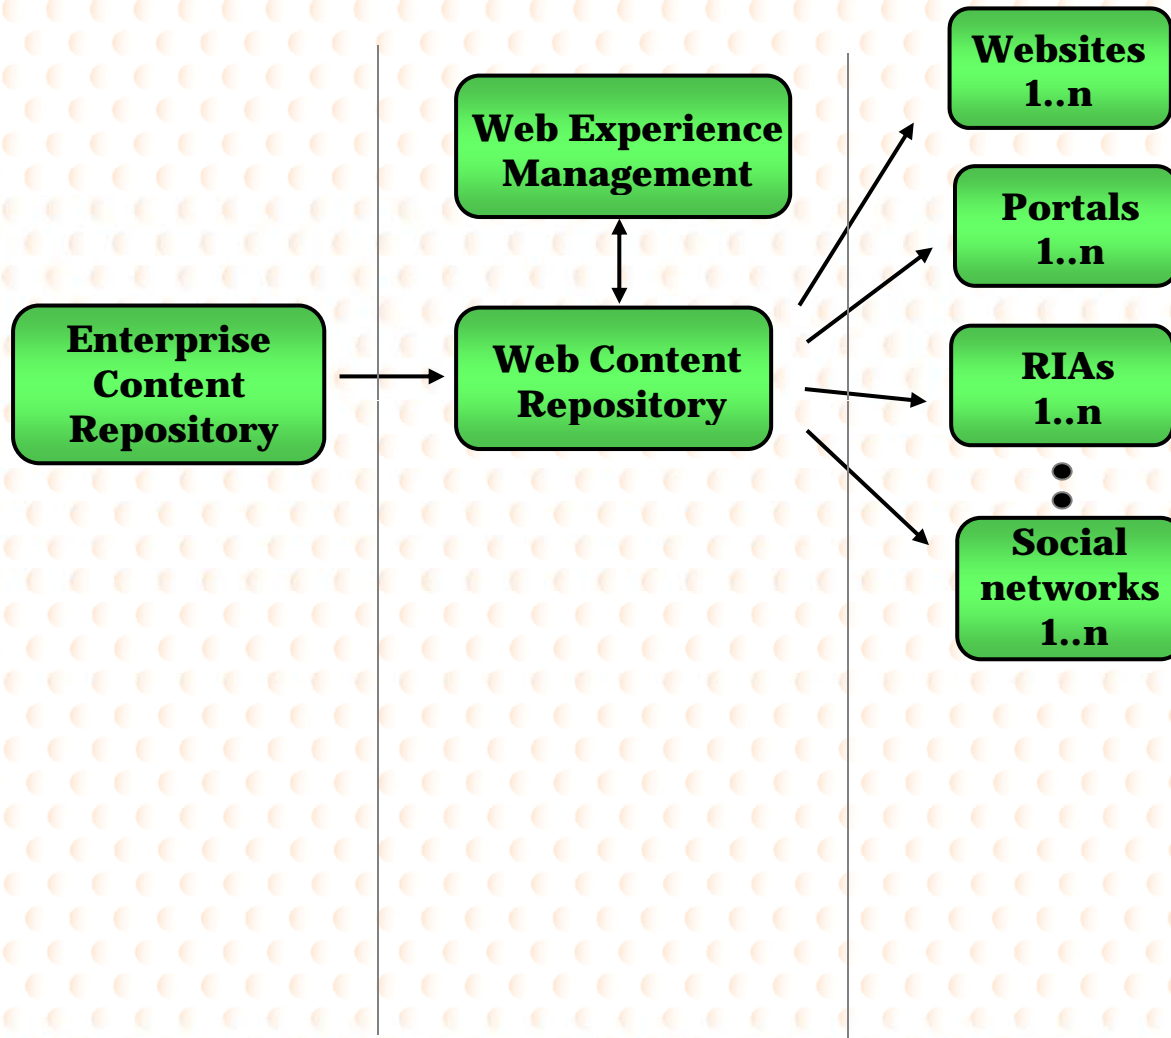 Enterprise
Content
Repository
Web Experience
Management
Web Content
Repository
Websites
1..n
Portals
1..n
RIAs
1..n
Social
networks
1..n